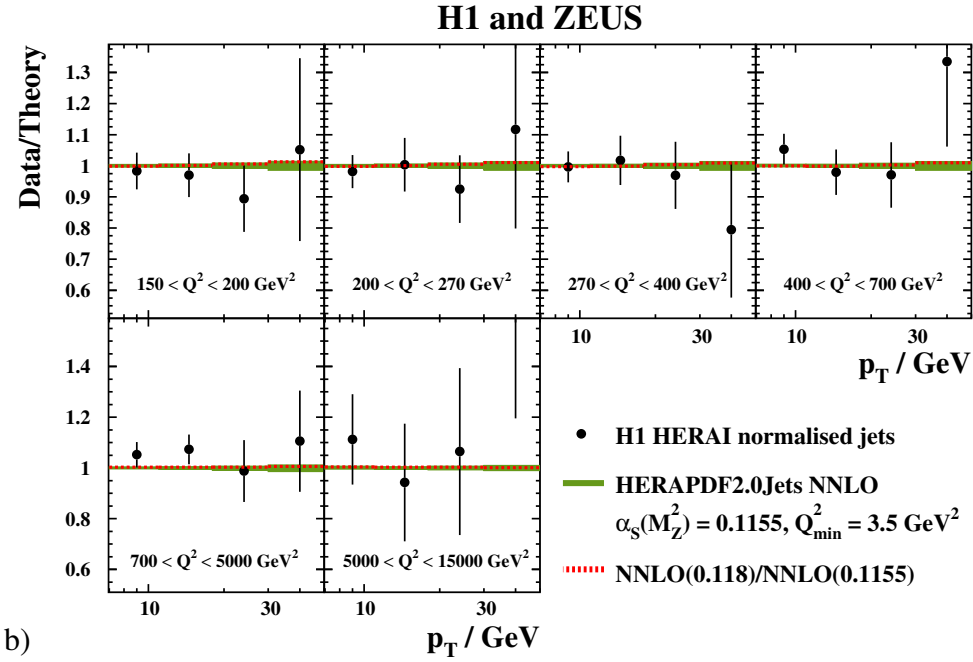 H1 and ZEUS
Data/Theory
1.3
1.2
1.1
1
0.9
0.8
0.7
0.6
150 < Q² < 200 GeV²
200 < Q² < 270 GeV²
270 < Q² < 400 GeV²
400 < Q² < 700 GeV²
10 30
10 30
p_T / GeV
1.4
1.2
1
0.8
0.6
700 < Q² < 5000 GeV²
5000 < Q² < 15000 GeV²
10 30
10 30
p_T / GeV
H1 HERAI normalised jets
HERAPDF2.0Jets NNLO
α_S(M_Z²) = 0.1155, Q²_min = 3.5 GeV²
NNLO(0.118)/NNLO(0.1155)
b)